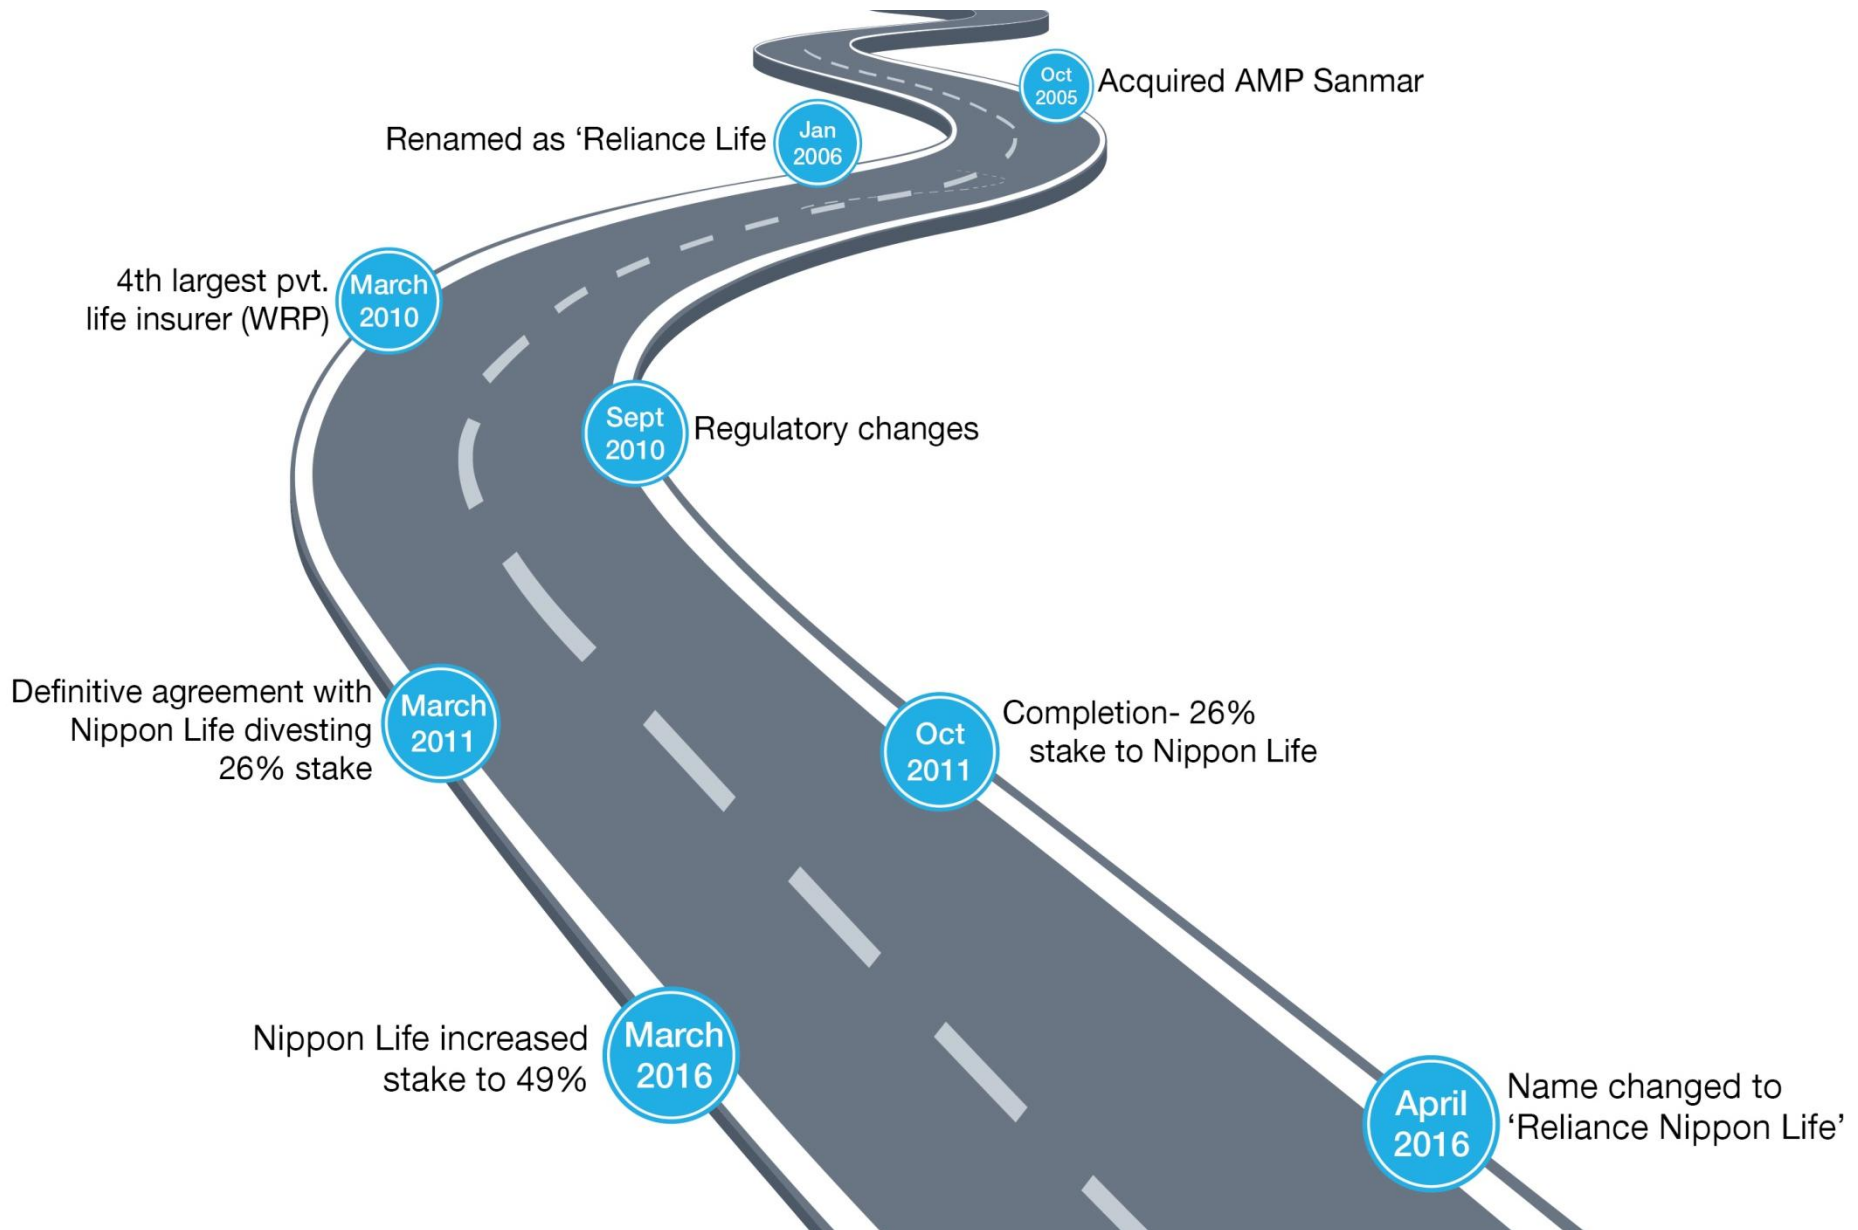 Oct
2005
Acquired AMP Sanmar
Renamed as ‘Reliance Life
Jan
2006
4th largest pvt.
life insurer (WRP)
March
2010
Sept
2010
Regulatory changes
Definitive agreement with
Nippon Life divesting
26% stake
March
2011
Oct
2011
Completion- 26%
stake to Nippon Life
Nippon Life increased
stake to 49%
March
2016
April
2016
Name changed to
‘Reliance Nippon Life’